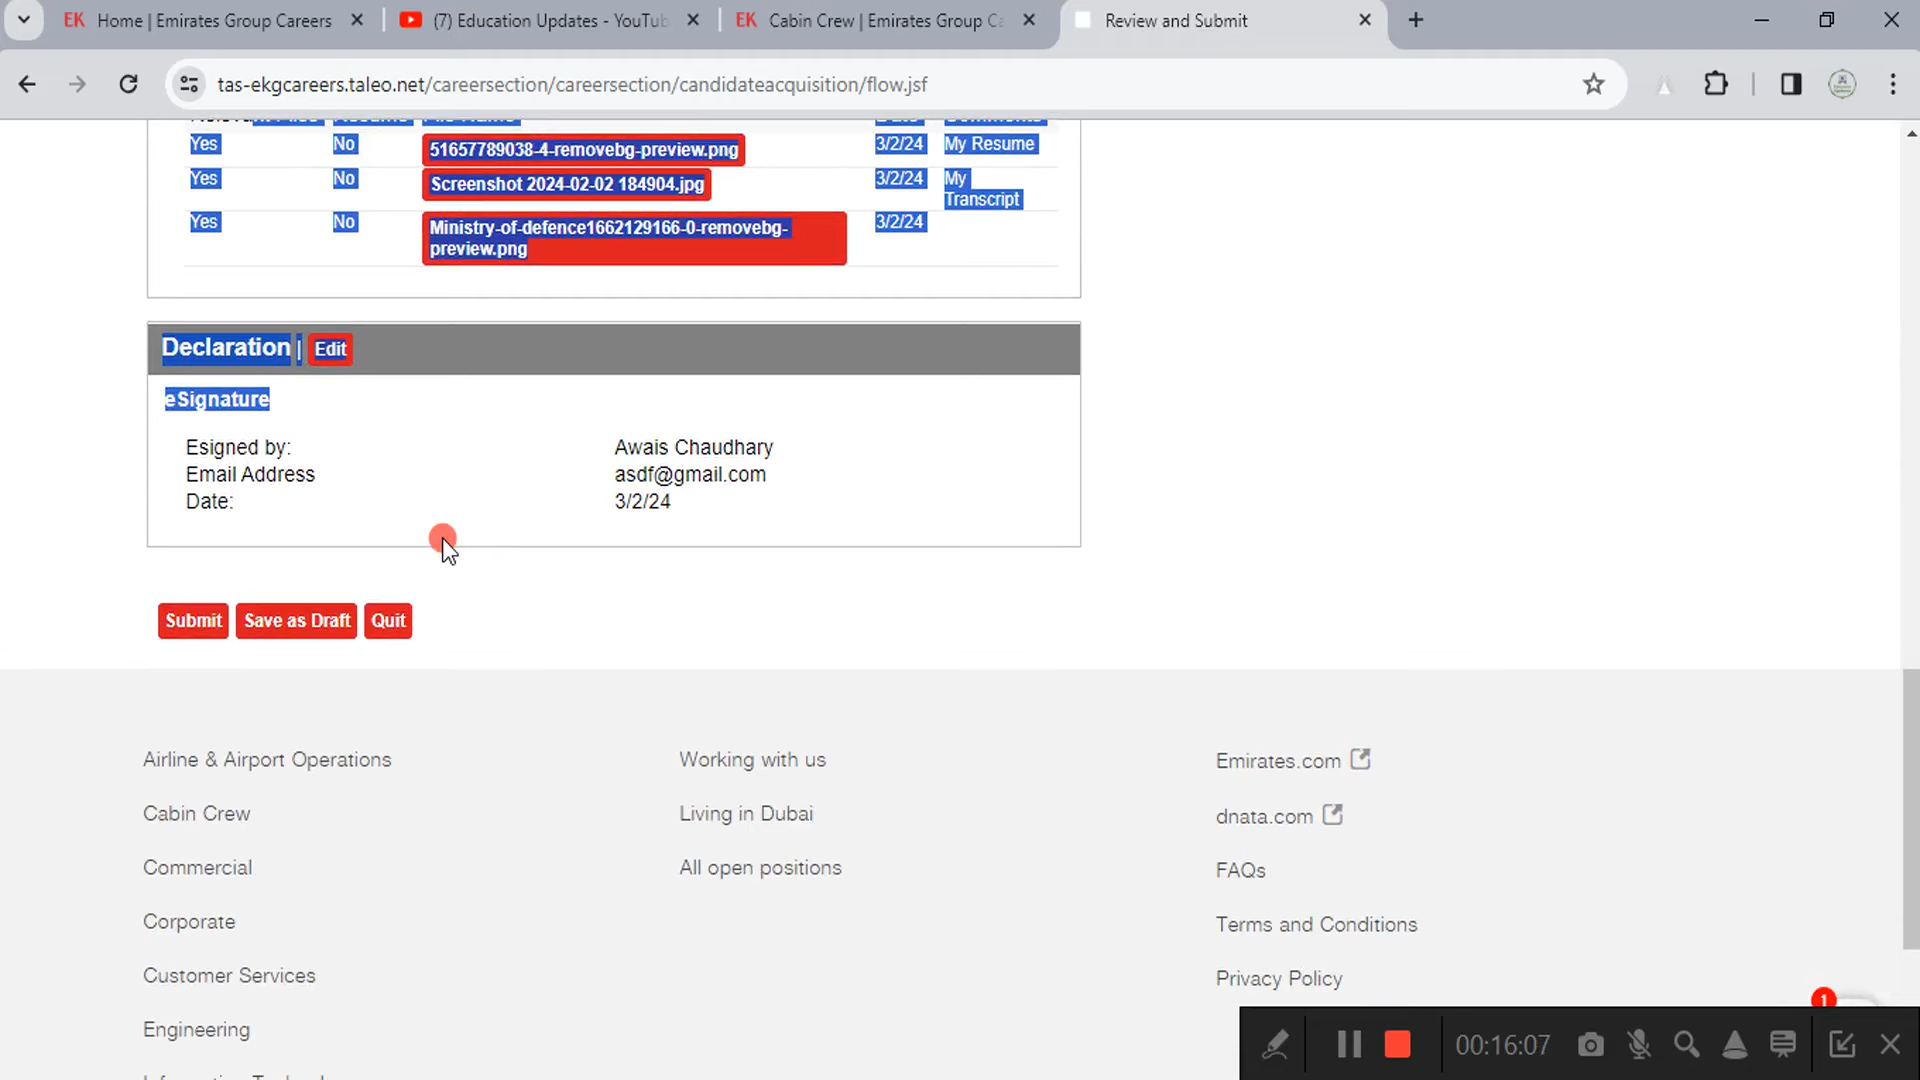 EK Home | Emirates Group Careers
(7) Education Updates - YouTub
EK Cabin Crew | Emirates Group Ca
Review and Submit
tas-ekgcareers.taleo.net/careersection/careersection/candidateacquisition/flow.jsf
Yes No 51657789038-4-removebg-preview.png 3/2/24 My Resume
Yes No Screenshot 2024-02-02 184904.jpg 3/2/24 My
Transcript
Yes No Ministry-of-defence1662129166-0-removebg- 3/2/24
preview.png
Declaration | Edit
eSignature
Esigned by: Awais Chaudhary
Email Address asdf@gmail.com
Date: 3/2/24
Submit Save as Draft Quit
Airline & Airport Operations Working with us Emirates.com
Cabin Crew Living in Dubai dnata.com
Commercial All open positions FAQs
Corporate Terms and Conditions
Customer Services Privacy Policy
1
Engineering
00:16:07